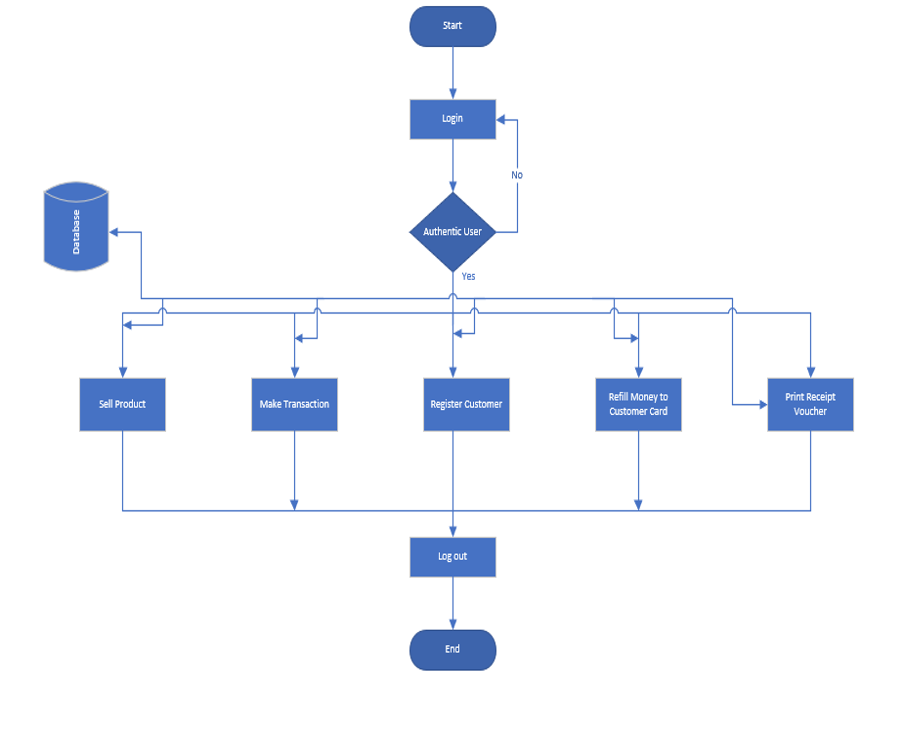 Start
Login
No
Database
Authentic User
Yes
Sell Product
Make Transaction
Register Customer
Refill Money to
Customer Card
Print Receipt
Voucher
Log out
End